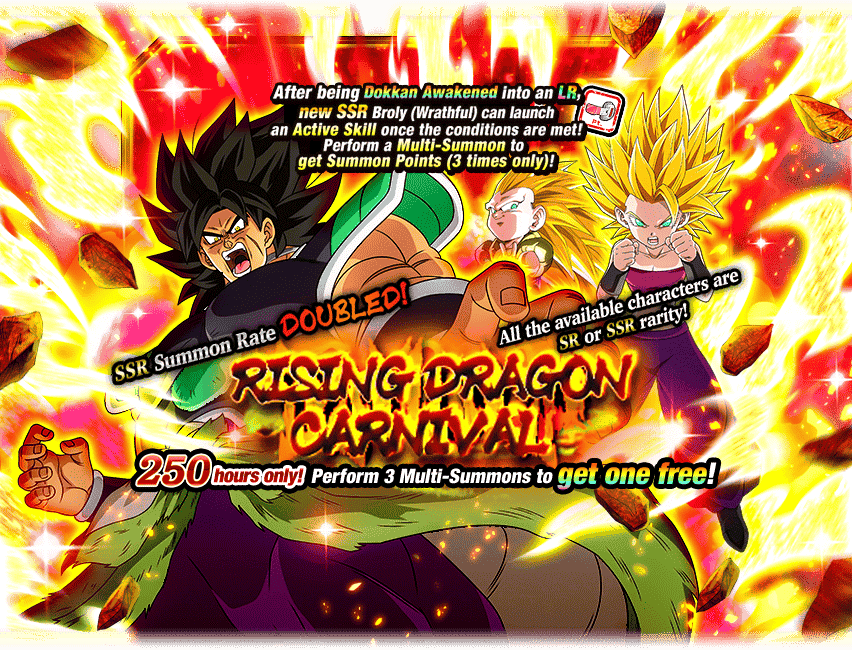 After being Dokkan Awakened into an LR,
new SSR Broly (Wrathful) can launch
an Active Skill once the conditions are met!
Perform a Multi-Summon to
get Summon Points (3 times only)!
Pt.
SSR Summon Rate DOUBLED!
All the available characters are
SR or SSR rarity!
RISING DRAGON
CARNIVAL
250 hours only! Perform 3 Multi-Summons to get one free!